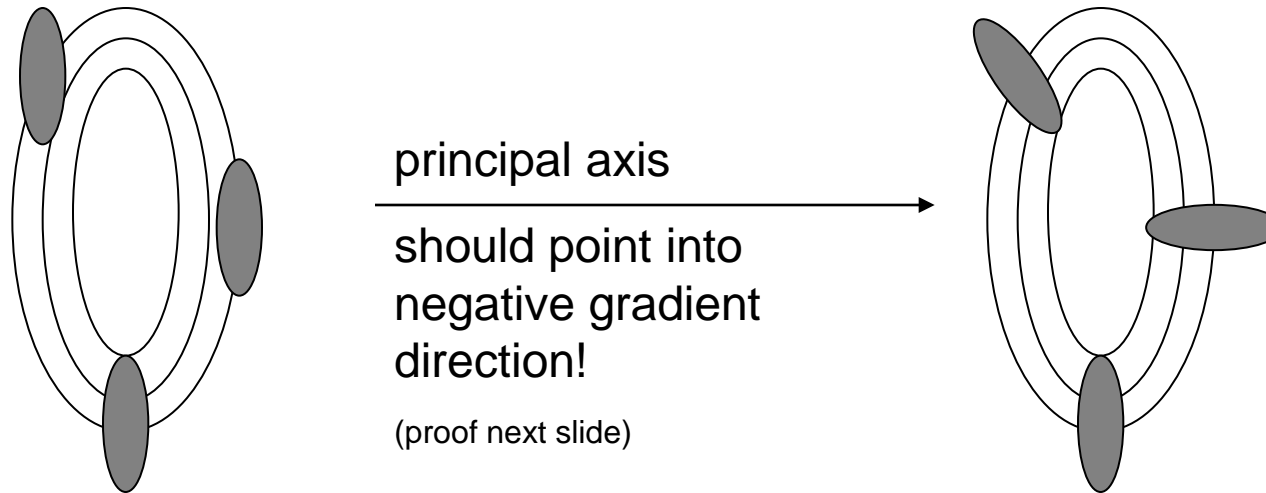 principal axis
should point into
negative gradient
direction!
(proof next slide)